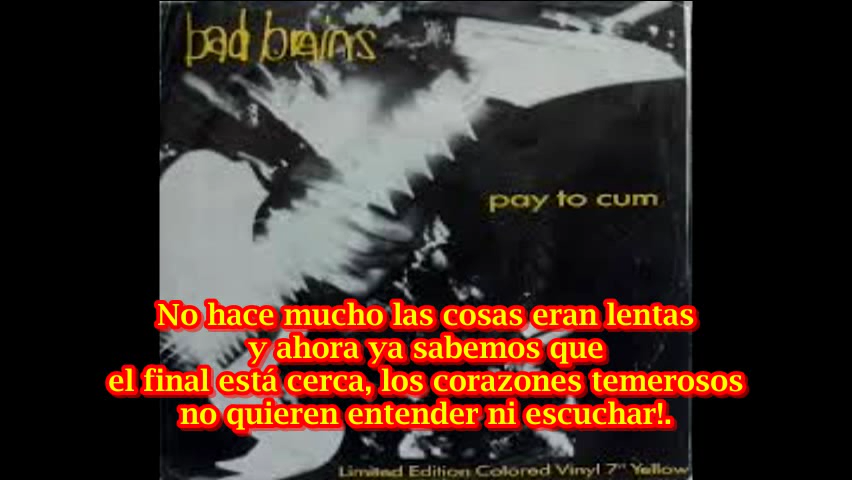 bad brains
pay to cum
No hace mucho las cosas eran lentas
y ahora ya sabemos que
el final está cerca, los corazones temerosos
no quieren entender ni escuchar!.
Limited Edition Colored Vinyl 7" Yellow